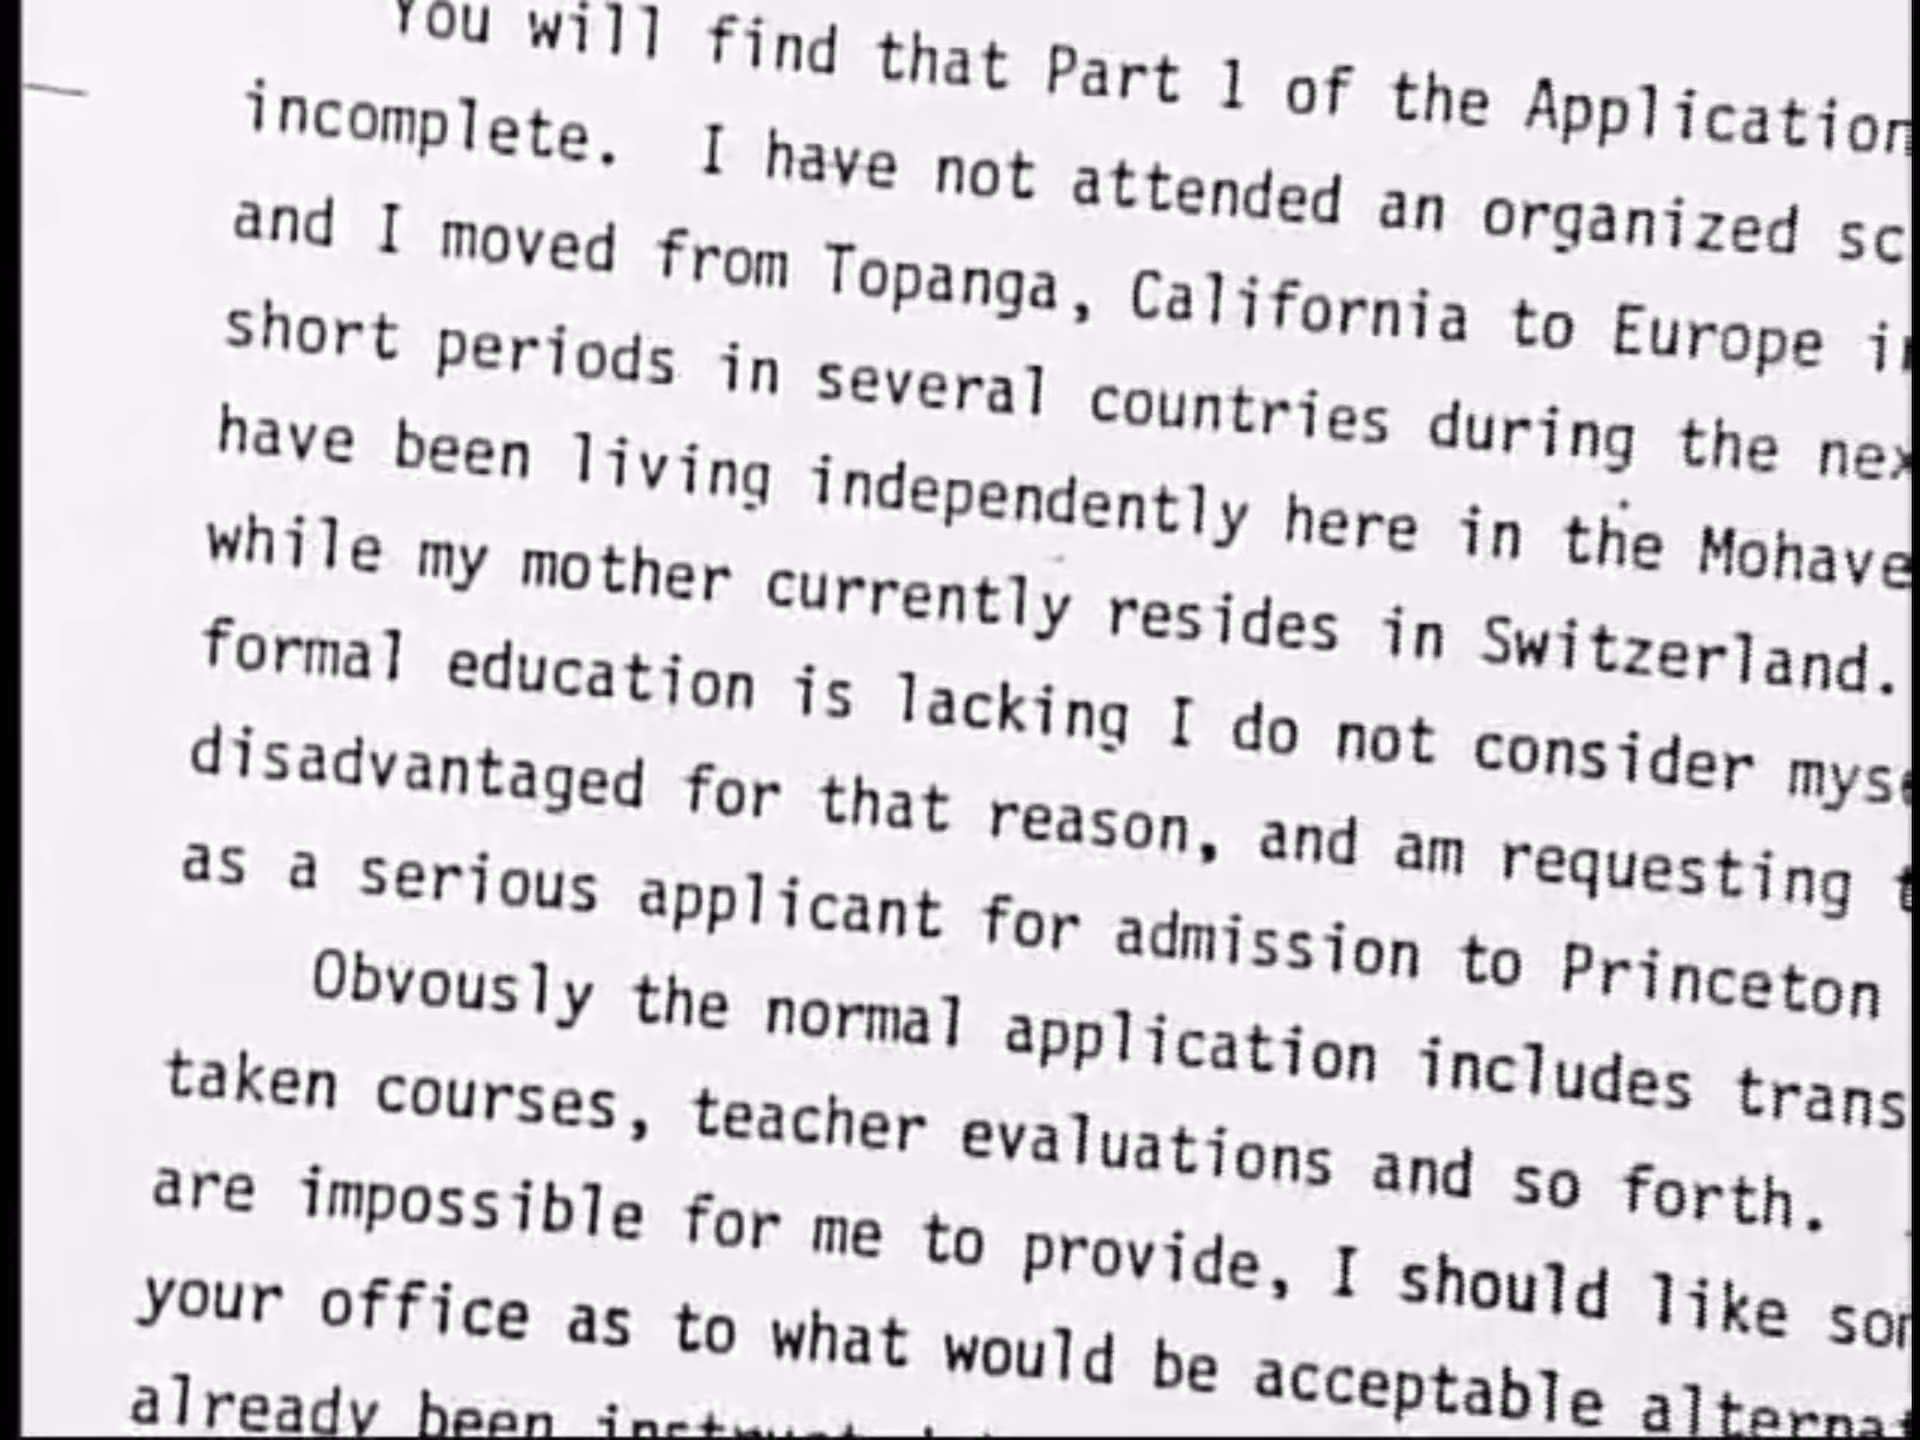 You will find that Part 1 of the Application
incomplete. I have not attended an organized
and I moved from Topanga, California to Europe
short periods in several countries during the
have been living independently here in the Mohave
while my mother currently resides in Switzerland.
formal education is lacking I do not consider
disadvantaged for that reason, and am requesting
as a serious applicant for admission to Princeton
Obvously the normal application includes
taken courses, teacher evaluations and so forth.
are impossible for me to provide, I should like
your office as to what would be acceptable
already been